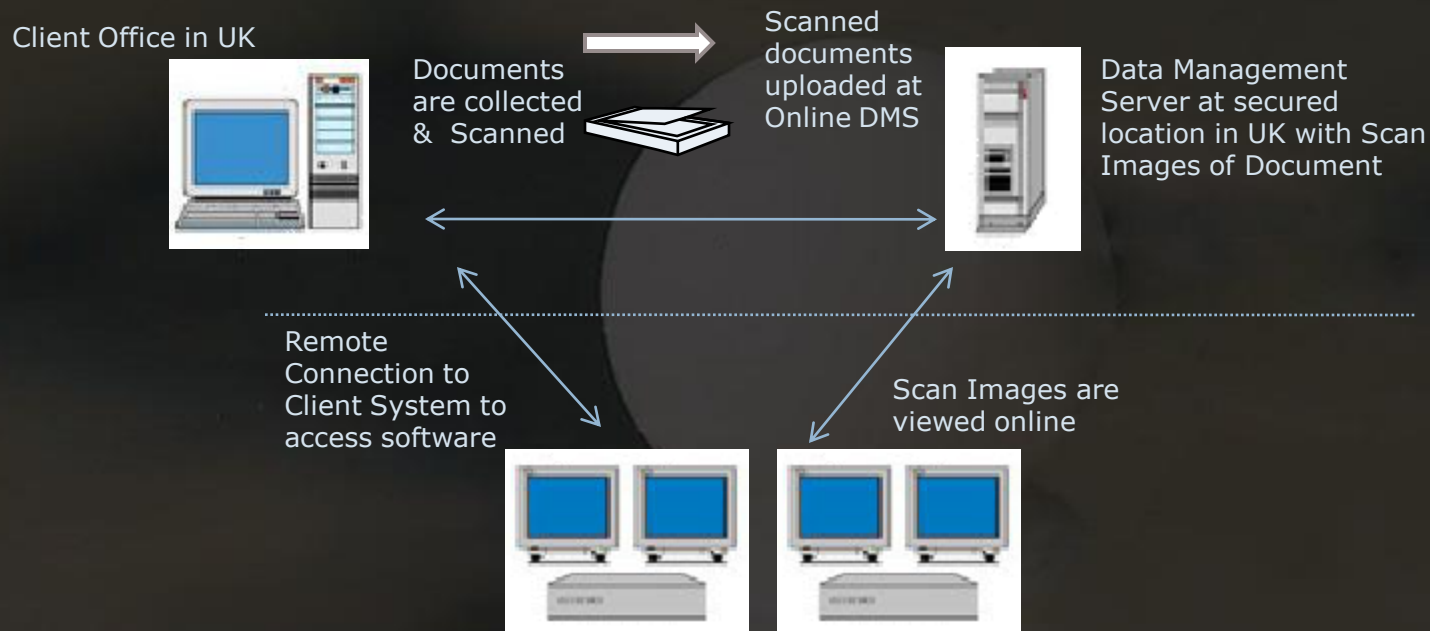 Client Office in UK
Documents
are collected
& Scanned
Scanned
documents
uploaded at
Online DMS
Data Management
Server at secured
location in UK with Scan
Images of Document
Remote
Connection to
Client System to
access software
Scan Images are
viewed online